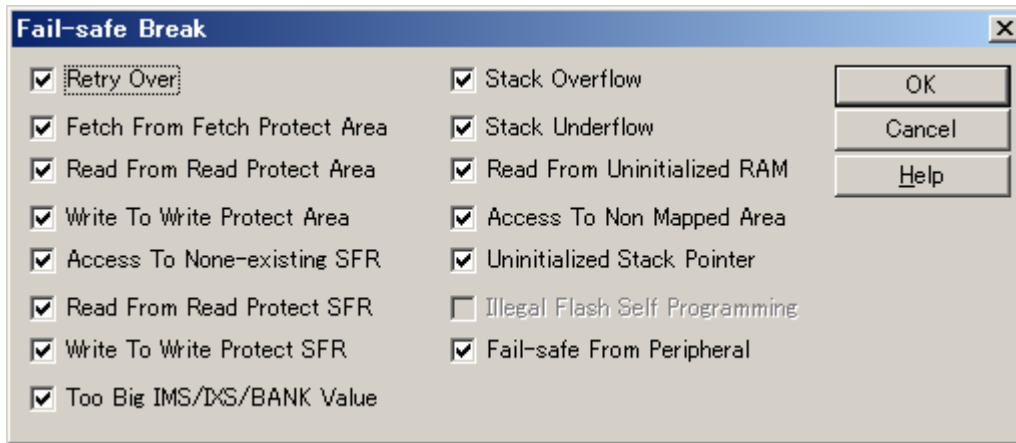 Fail-safe Break
Retry Over
Fetch From Fetch Protect Area
Read From Read Protect Area
Write To Write Protect Area
Access To None-existing SFR
Read From Read Protect SFR
Write To Write Protect SFR
Too Big IMS/IXS/BANK Value
Stack Overflow
Stack Underflow
Read From Uninitialized RAM
Access To Non Mapped Area
Uninitialized Stack Pointer
Illegal Flash Self Programming
Fail-safe From Peripheral
OK
Cancel
Help